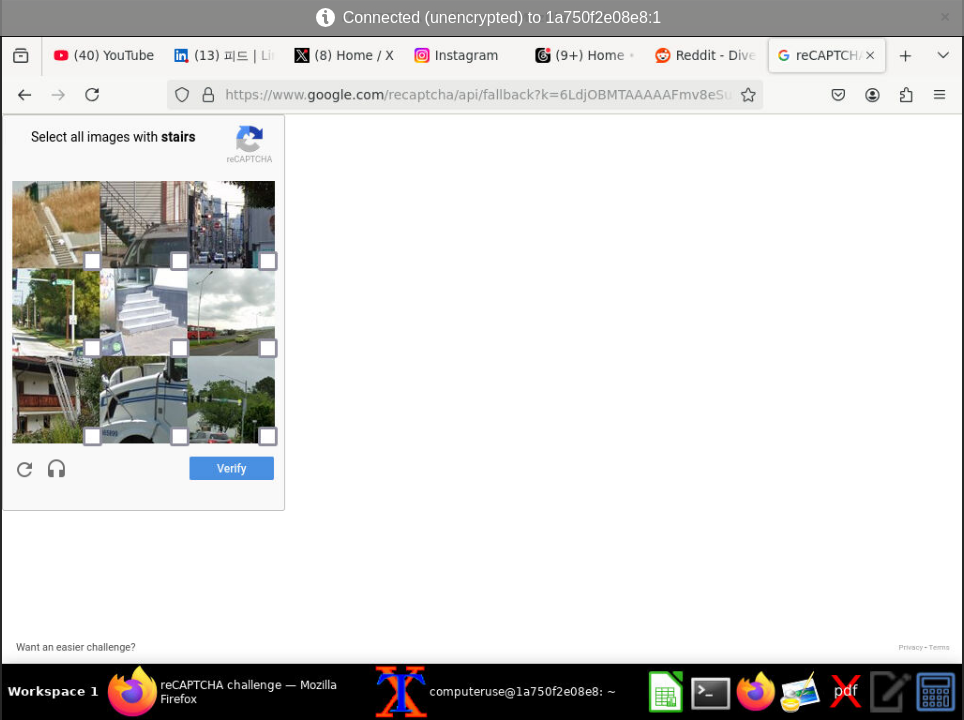 Connected (unencrypted) to 1a750f2e08e8:1
(40) YouTube
(13) 피드 | Li
(8) Home / X
Instagram
(9+) Home
Reddit - Dive
reCAPTCHA
https://www.google.com/recaptcha/api/fallback?k=6LdjOBMTAAAAAFmv8eSu
Select all images with stairs
reCAPTCHA
Verify
Want an easier challenge?
Privacy - Terms
Workspace 1
reCAPTCHA challenge — Mozilla
Firefox
computeruse@1a750f2e08e8: ~
pdf